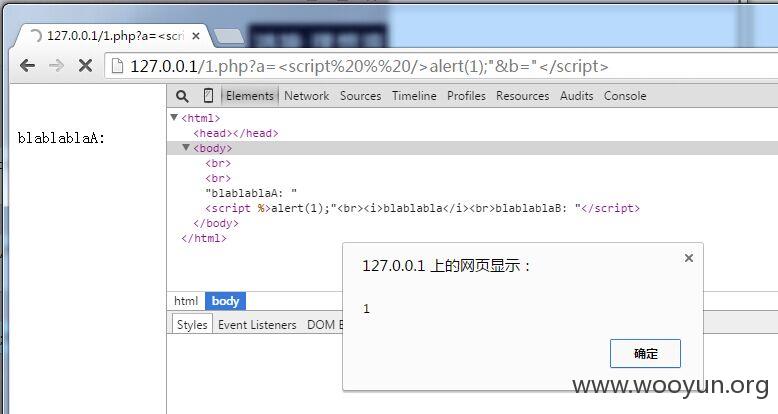 127.0.0.1/1.php?a=<scri
127.0.0.1/1.php?a=<script%20%%20/>alert(1);"&b="</script>
Elements Network Sources Timeline Profiles Resources Audits Console
blablablaA:
<html>
<head></head>
<body>
<br>
<br>
"blablablaA: "
<script %>alert(1);"<br><i>blablabla</i><br>blablablaB: "</script>
</body>
</html>
127.0.0.1 上的网页显示：
1
确定
html body
Styles Event Listeners DOM
www.wooyun.org